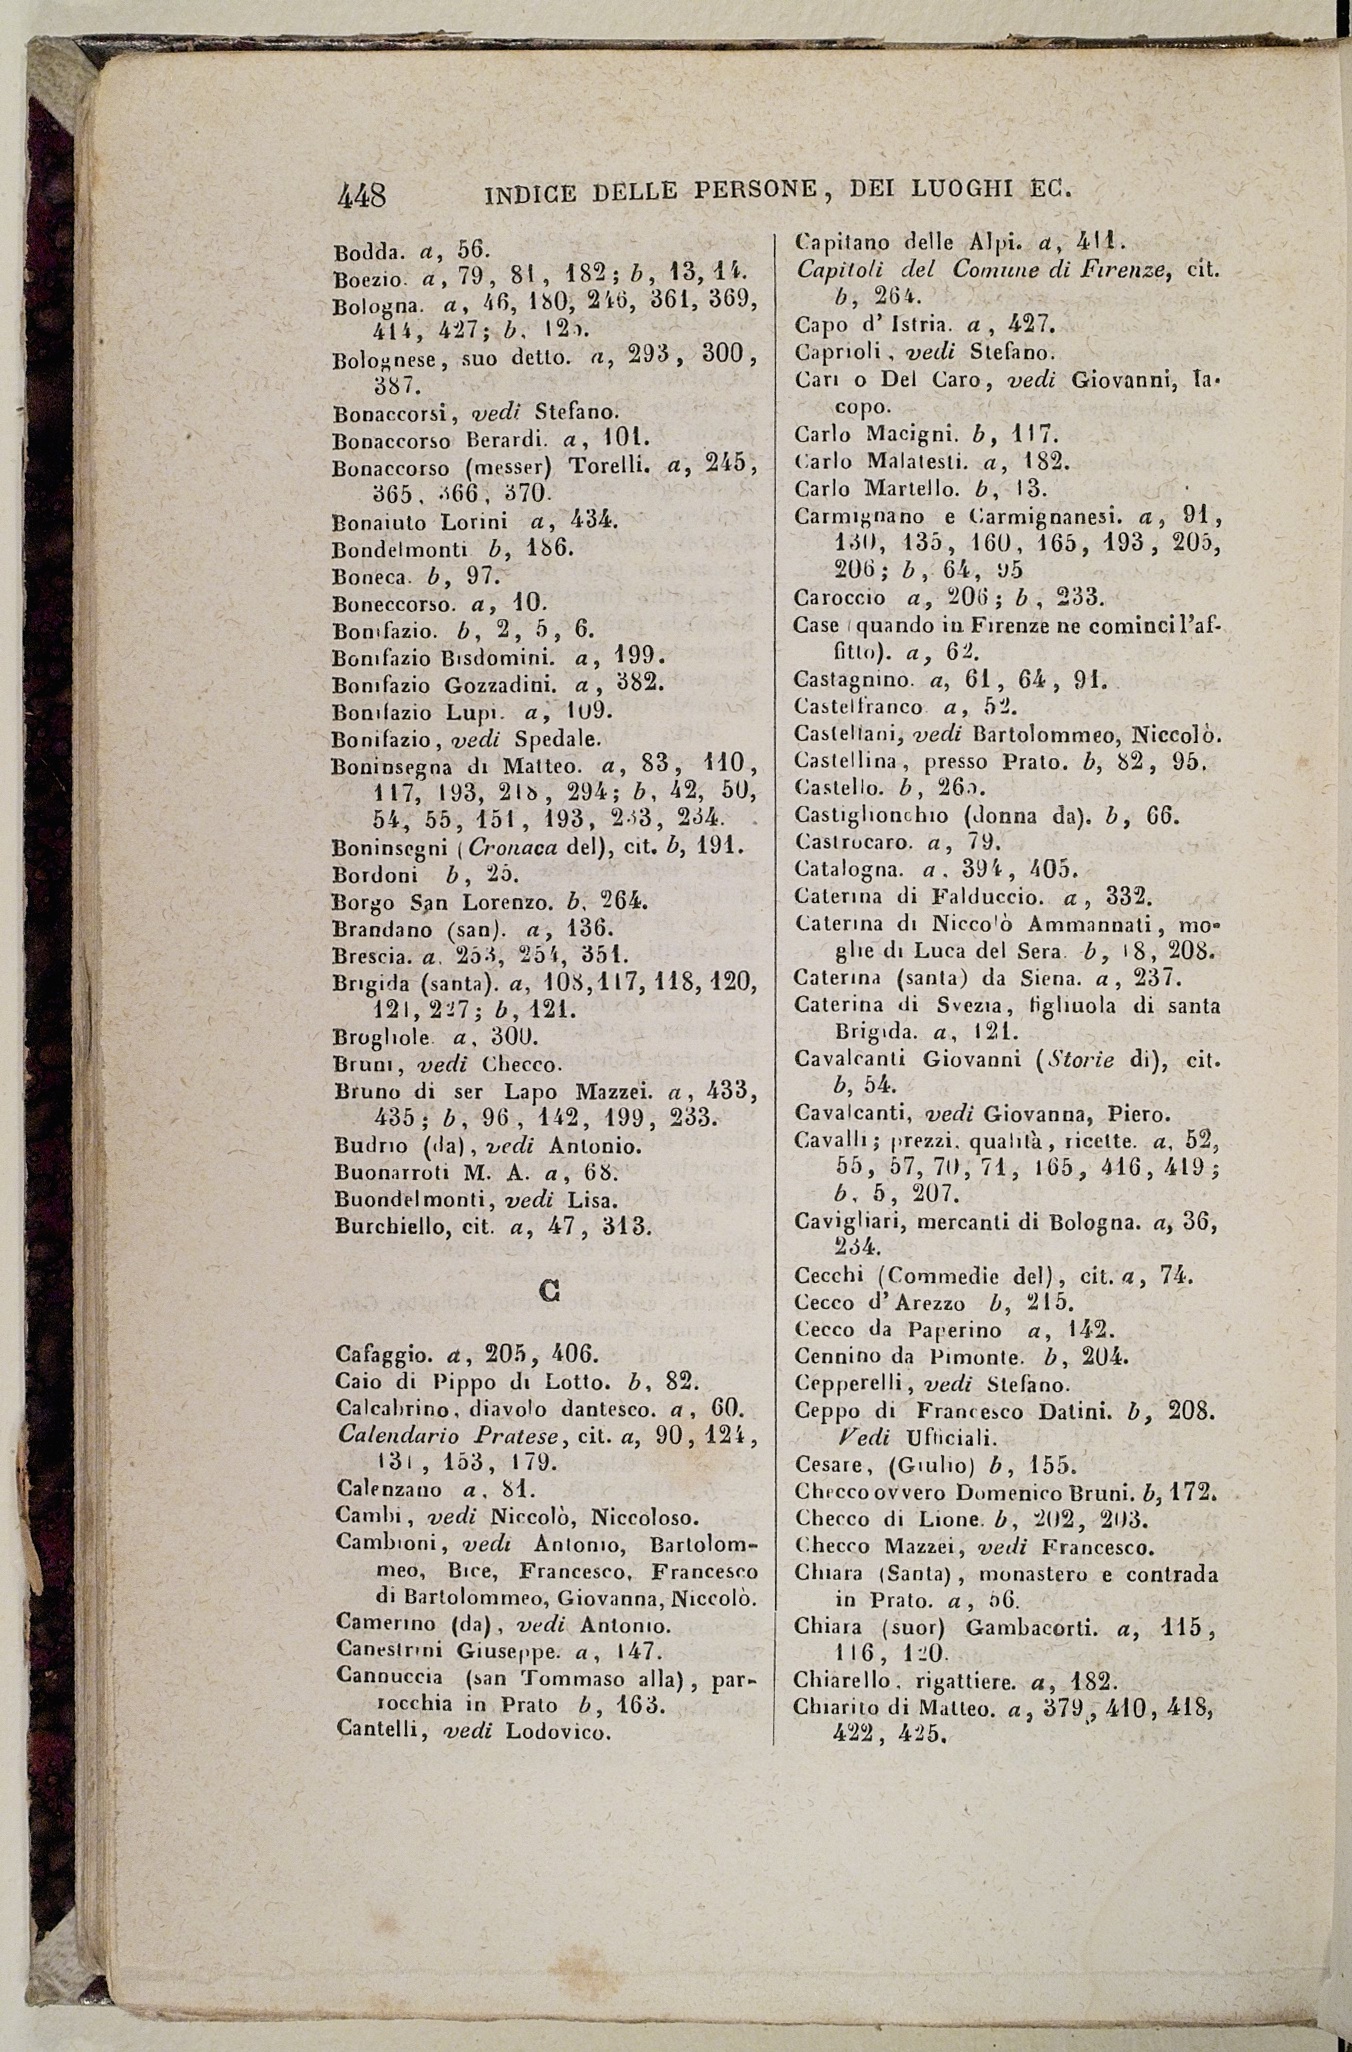 448 INDICE DELLE PERSONE, DEI LUOGHI EC.
Bodda. a, 56.
Boezio. a, 79, 81, 182; b, 13, 14.
Bologna. a, 46, 180, 246, 361, 369,
414, 427; b, 125.
Bolognese, suo detto. a, 293, 300,
387.
Bonaccorsi, vedi Stefano.
Bonaccorso Berardi. a, 101.
Bonaccorso (messer) Torelli. a, 245,
365, 366, 370.
Bonaiuto Lorini a, 434.
Bondelmonti b, 186.
Boneca. b, 97.
Boneccorso. a, 10.
Bonifazio. b, 2, 5, 6.
Bonifazio Bisdomini. a, 199.
Bonifazio Gozzadini. a, 382.
Bonifazio Lupi. a, 109.
Bonifazio, vedi Spedale.
Boninsegna di Matteo. a, 83, 110,
117, 193, 218, 294; b, 42, 50,
54, 55, 151, 193, 233, 234.
Boninsegni (Cronaca del), cit. b, 191.
Bordoni b, 25.
Borgo San Lorenzo. b, 264.
Brandano (san). a, 136.
Brescia. a, 253, 254, 351.
Brigida (santa). a, 108, 117, 118, 120,
121, 227; b, 121.
Brogliole. a, 300.
Bruni, vedi Checco.
Bruno di ser Lapo Mazzei. a, 433,
435; b, 96, 142, 199, 233.
Budrio (da), vedi Antonio.
Buonarroti M. A. a, 68.
Buondelmonti, vedi Lisa.
Burchiello, cit. a, 47, 313.
C
Cafaggio. a, 205, 406.
Caio di Pippo di Lotto. b, 82.
Calcabrino, diavolo dantesco. a, 60.
Calendario Pratese, cit. a, 90, 124,
131, 153, 179.
Calenzano a, 81.
Cambi, vedi Niccolò, Niccoloso.
Cambioni, vedi Antonio, Bartolom-
meo, Bice, Francesco, Francesco
di Bartolommeo, Giovanna, Niccolò.
Camerino (da), vedi Antonio.
Canestrini Giuseppe. a, 147.
Cannuccia (san Tommaso alla), par-
rocchia in Prato b, 163.
Cantelli, vedi Lodovico.
Capitano delle Alpi. a, 411.
Capitoli del Comune di Firenze, cit.
b, 264.
Capo d' Istria. a, 427.
Caprioli, vedi Stefano.
Cari o Del Caro, vedi Giovanni, Ia-
copo.
Carlo Macigni. b, 117.
Carlo Malatesti. a, 182.
Carlo Martello. b, 13.
Carmignano e Carmignanesi. a, 91,
130, 135, 160, 165, 193, 205,
206; b, 64, 95
Caroccio a, 206; b, 233.
Case (quando in Firenze ne cominci l'af-
fitto). a, 62.
Castagnino. a, 61, 64, 91.
Castelfranco a, 52.
Castellani, vedi Bartolommeo, Niccolò.
Castellina, presso Prato. b, 82, 95.
Castello. b, 265.
Castiglionchio (donna da). b, 66.
Castrocaro. a, 79.
Catalogna. a, 394, 405.
Caterina di Falduccio. a, 332.
Caterina di Niccolò Ammannati, mo-
glie di Luca del Sera. b, 18, 208.
Caterina (santa) da Siena. a, 237.
Caterina di Svezia, figliuola di santa
Brigida. a, 121.
Cavalcanti Giovanni (Storie di), cit.
b, 54.
Cavalcanti, vedi Giovanna, Piero.
Cavalli; prezzi, qualità, ricette. a, 52,
55, 57, 70, 71, 165, 416, 419;
b, 5, 207.
Cavigliari, mercanti di Bologna. a, 36,
234.
Cecchi (Commedie del), cit. a, 74.
Cecco d' Arezzo b, 215.
Cecco da Paperino a, 142.
Cennino da Pimonte. b, 204.
Cepperelli, vedi Stefano.
Ceppo di Francesco Datini. b, 208.
Vedi Ufficiali.
Cesare, (Giulio) b, 155.
Checco ovvero Domenico Bruni. b, 172.
Checco di Lione. b, 202, 203.
Checco Mazzei, vedi Francesco.
Chiara (Santa), monastero e contrada
in Prato. a, 56.
Chiara (suor) Gambacorti. a, 115,
116, 120.
Chiarello, rigattiere. a, 182.
Chiarito di Matteo. a, 379, 410, 418,
422, 425.